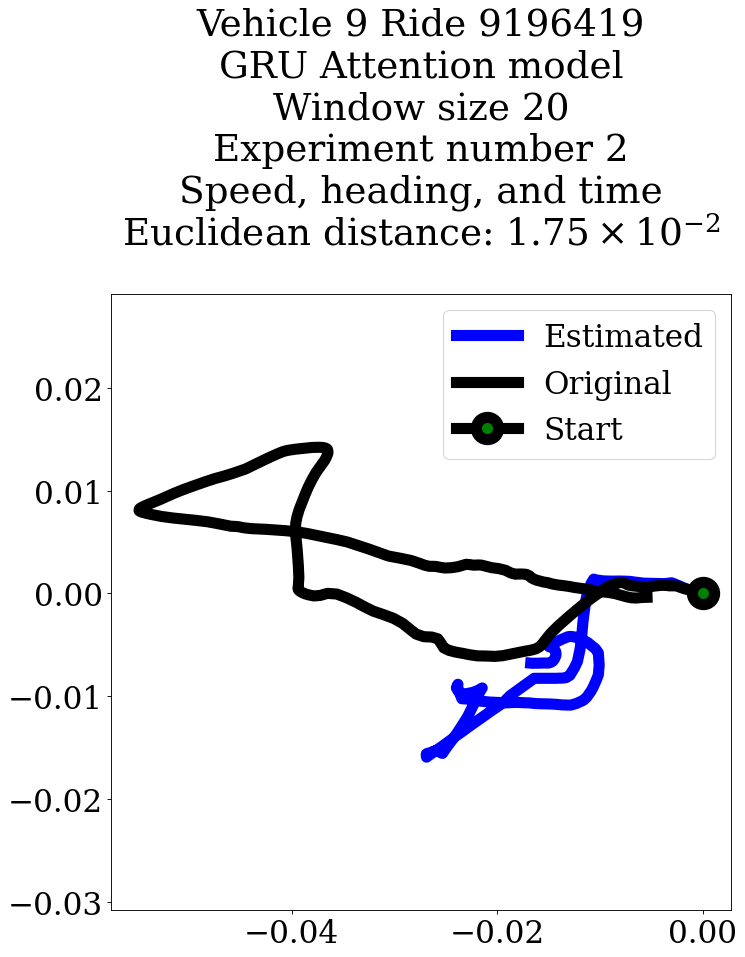 Vehicle 9 Ride 9196419
GRU Attention model
Window size 20
Experiment number 2
Speed, heading, and time
Euclidean distance: 1.75 × 10⁻²
Estimated
Original
Start
0.02
0.01
0.00
−0.01
−0.02
−0.03
−0.04
−0.02
0.00